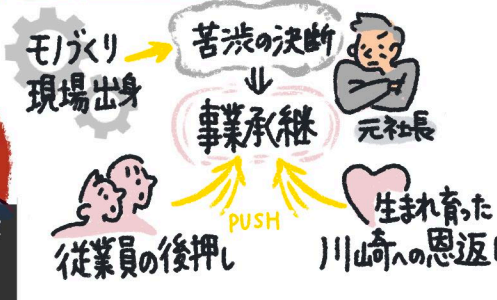 モノづくり
現場出身
苦渋の決断
事業承継
元社長
PUSH
従業員の後押し
生まれ育った
川崎への恩返し